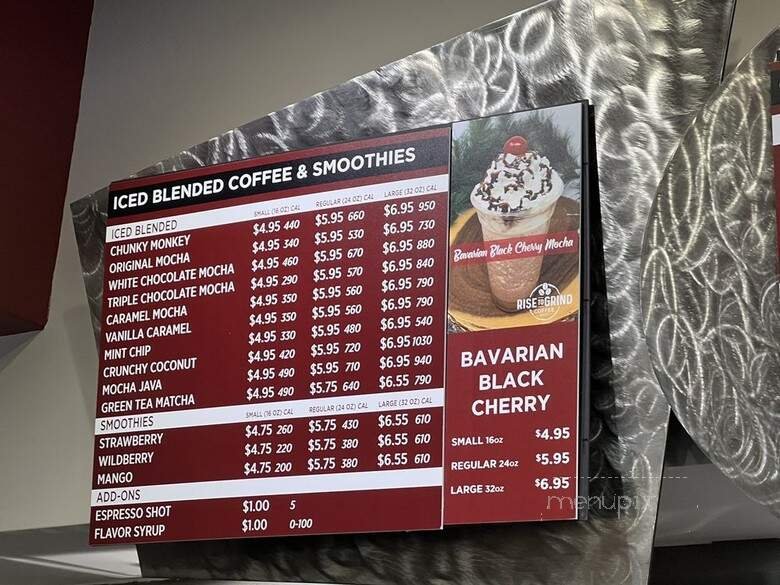 ICED BLENDED COFFEE & SMOOTHIES
ICED BLENDED SMALL (16 OZ) CAL REGULAR (24 OZ) CAL LARGE (32 OZ) CAL
CHUNKY MONKEY $4.95 440 $5.95 660 $6.95 950
ORIGINAL MOCHA $4.95 340 $5.95 530 $6.95 730
WHITE CHOCOLATE MOCHA $4.95 460 $5.95 670 $6.95 880
TRIPLE CHOCOLATE MOCHA $4.95 290 $5.95 570 $6.95 840
CARAMEL MOCHA $4.95 350 $5.95 560 $6.95 790
VANILLA CARAMEL $4.95 350 $5.95 560 $6.95 790
MINT CHIP $4.95 330 $5.95 480 $6.95 540
CRUNCHY COCONUT $4.95 420 $5.95 720 $6.95 1030
MOCHA JAVA $4.95 490 $5.95 710 $6.95 940
GREEN TEA MATCHA $4.95 490 $5.75 640 $6.55 790
SMOOTHIES SMALL (16 OZ) CAL REGULAR (24 OZ) CAL LARGE (32 OZ) CAL
STRAWBERRY $4.75 260 $5.75 430 $6.55 610
WILDBERRY $4.75 220 $5.75 380 $6.55 610
MANGO $4.75 200 $5.75 380 $6.55 610
ADD-ONS
ESPRESSO SHOT $1.00 5
FLAVOR SYRUP $1.00 0-100
Bavarian Black Cherry Mocha
RISE TO GRIND
COFFEE
BAVARIAN
BLACK
CHERRY
SMALL 16oz $4.95
REGULAR 24oz $5.95
LARGE 32oz $6.95
menupix